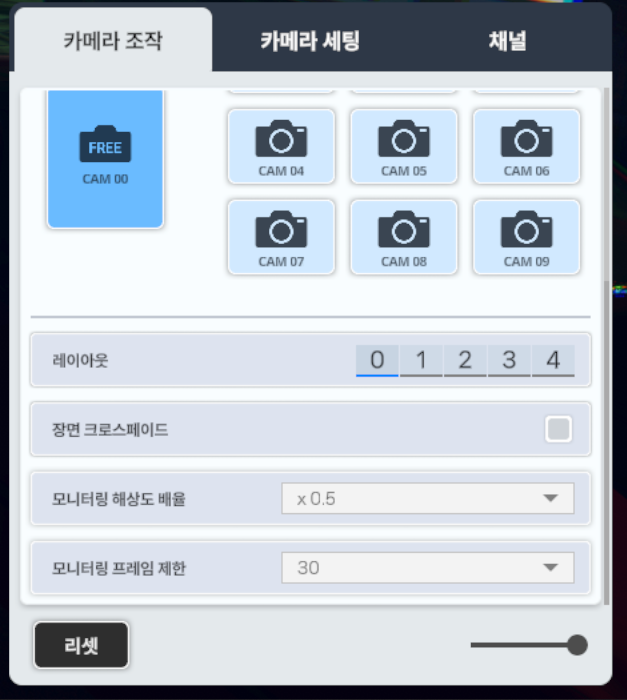 카메라 조작
카메라 세팅
채널
FREE
CAM 00
CAM 04
CAM 05
CAM 06
CAM 07
CAM 08
CAM 09
레이아웃
0 1 2 3 4
장면 크로스페이드
모니터링 해상도 배율
x 0.5
모니터링 프레임 제한
30
리셋